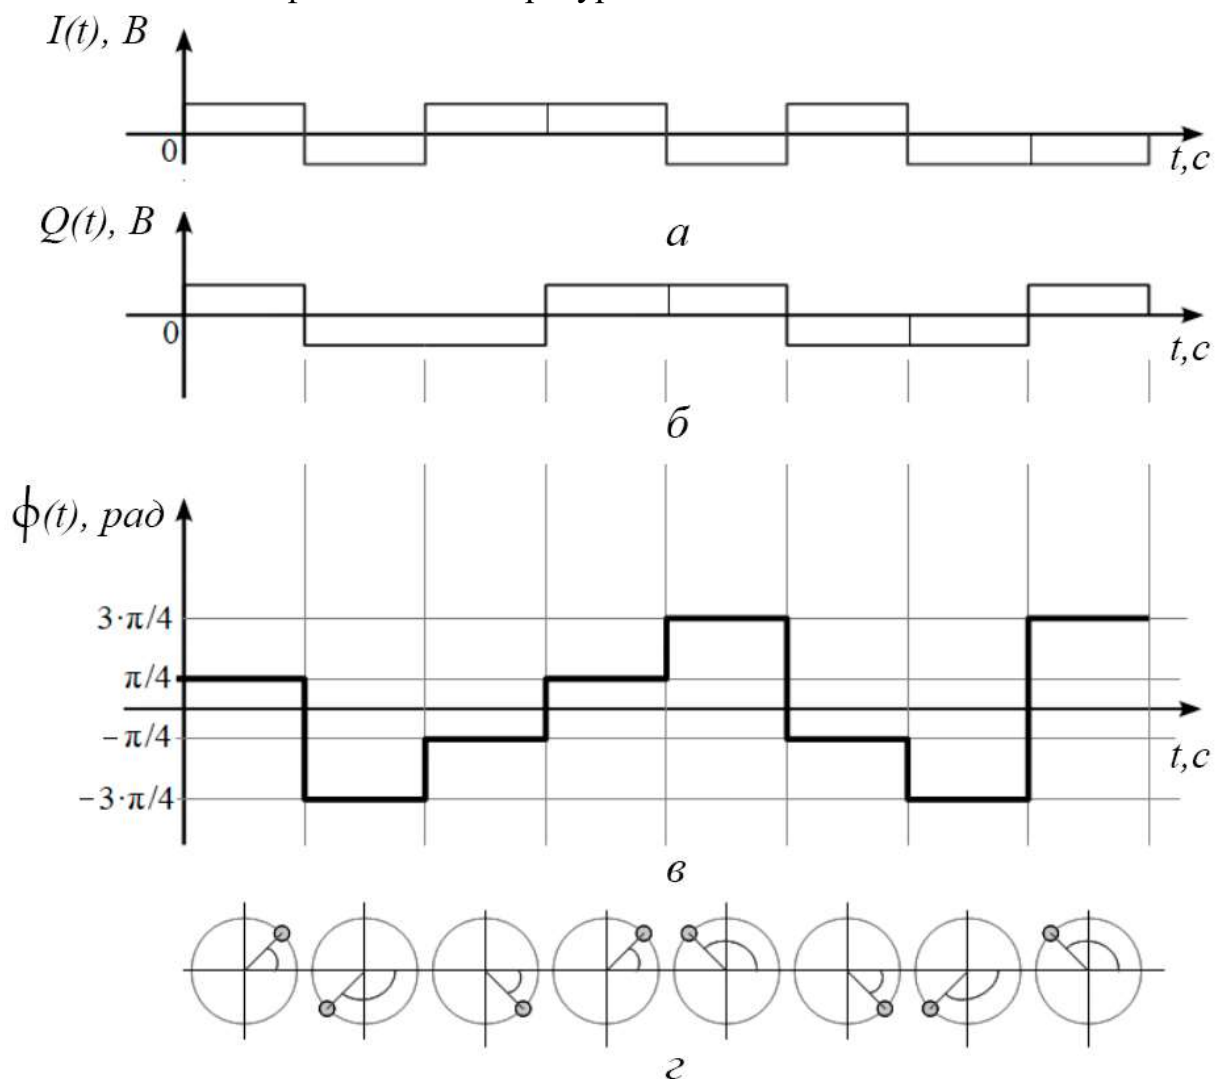 I(t), В
0
t,c
а
Q(t), В
0
t,c
б
ϕ(t), рад
3·π/4
π/4
−π/4
−3·π/4
t,c
в
г